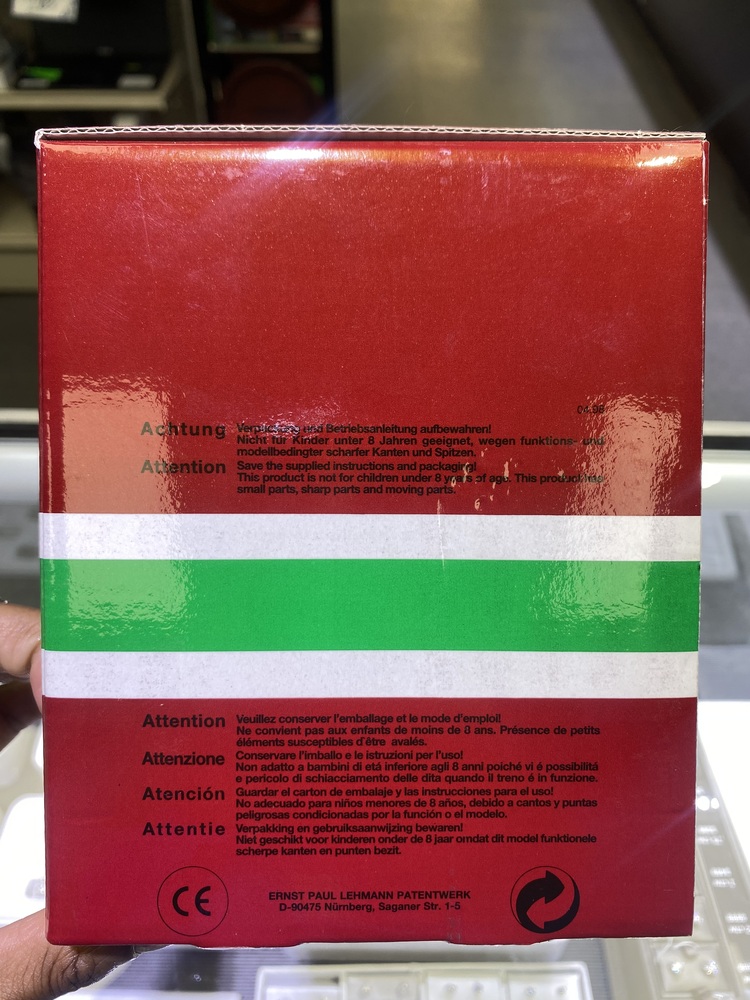 04.98
Achtung Verpackung und Betriebsanleitung aufbewahren!
Nicht für Kinder unter 8 Jahren geeignet, wegen funktions- und
modellbedingter scharfer Kanten und Spitzen.
Attention Save the supplied instructions and packaging!
This product is not for children under 8 years of age. This product has
small parts, sharp parts and moving parts.
Attention Veuillez conserver l'emballage et le mode d'emploi!
Ne convient pas aux enfants de moins de 8 ans. Présence de petits
éléments susceptibles d'être avalés.
Attenzione Conservare l'imballo e le istruzioni per l'uso!
Non adatto a bambini di etá inferiore agli 8 anni poiché vi é possibilitá
e pericolo di schiacciamento delle dita quando il treno é in funzione.
Atención Guardar el carton de embalaje y las instrucciones para el uso!
No adecuado para niños menores de 8 años, debido a cantos y puntas
peligrosas condicionadas por la función o el modelo.
Attentie Verpakking en gebruiksaanwijzing bewaren!
Niet geschikt voor kinderen onder de 8 jaar omdat dit model funktionele
scherpe kanten en punten bezit.
CE
ERNST PAUL LEHMANN PATENTWERK
D-90475 Nürnberg, Saganer Str. 1-5